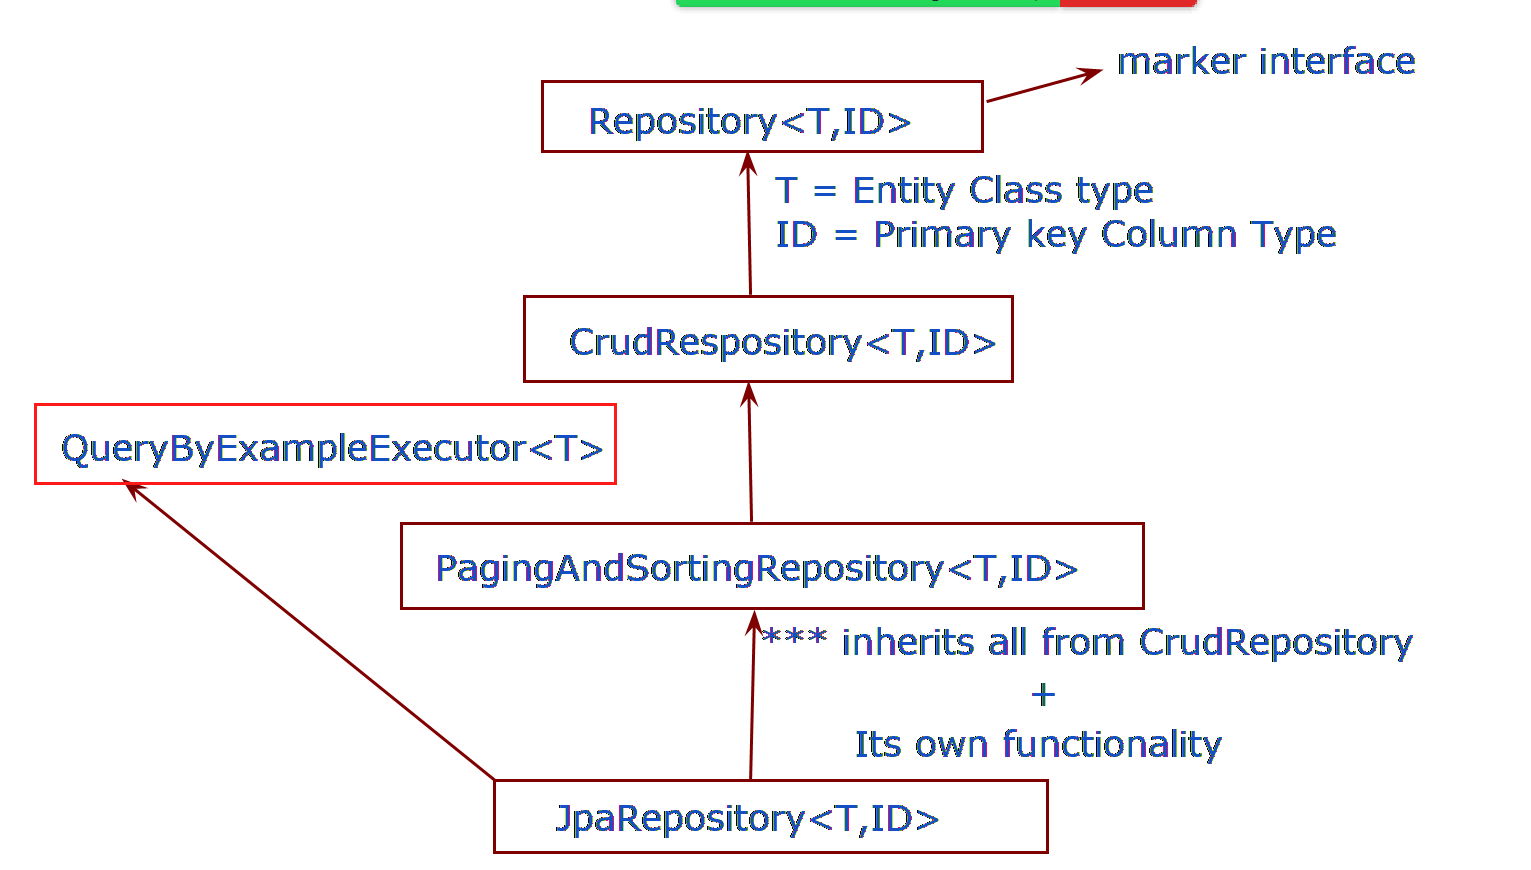 marker interface
Repository<T,ID>
T = Entity Class type
ID = Primary key Column Type
CrudRespository<T,ID>
QueryByExampleExecutor<T>
PagingAndSortingRepository<T,ID>
*** inherits all from CrudRepository
+
Its own functionality
JpaRepository<T,ID>